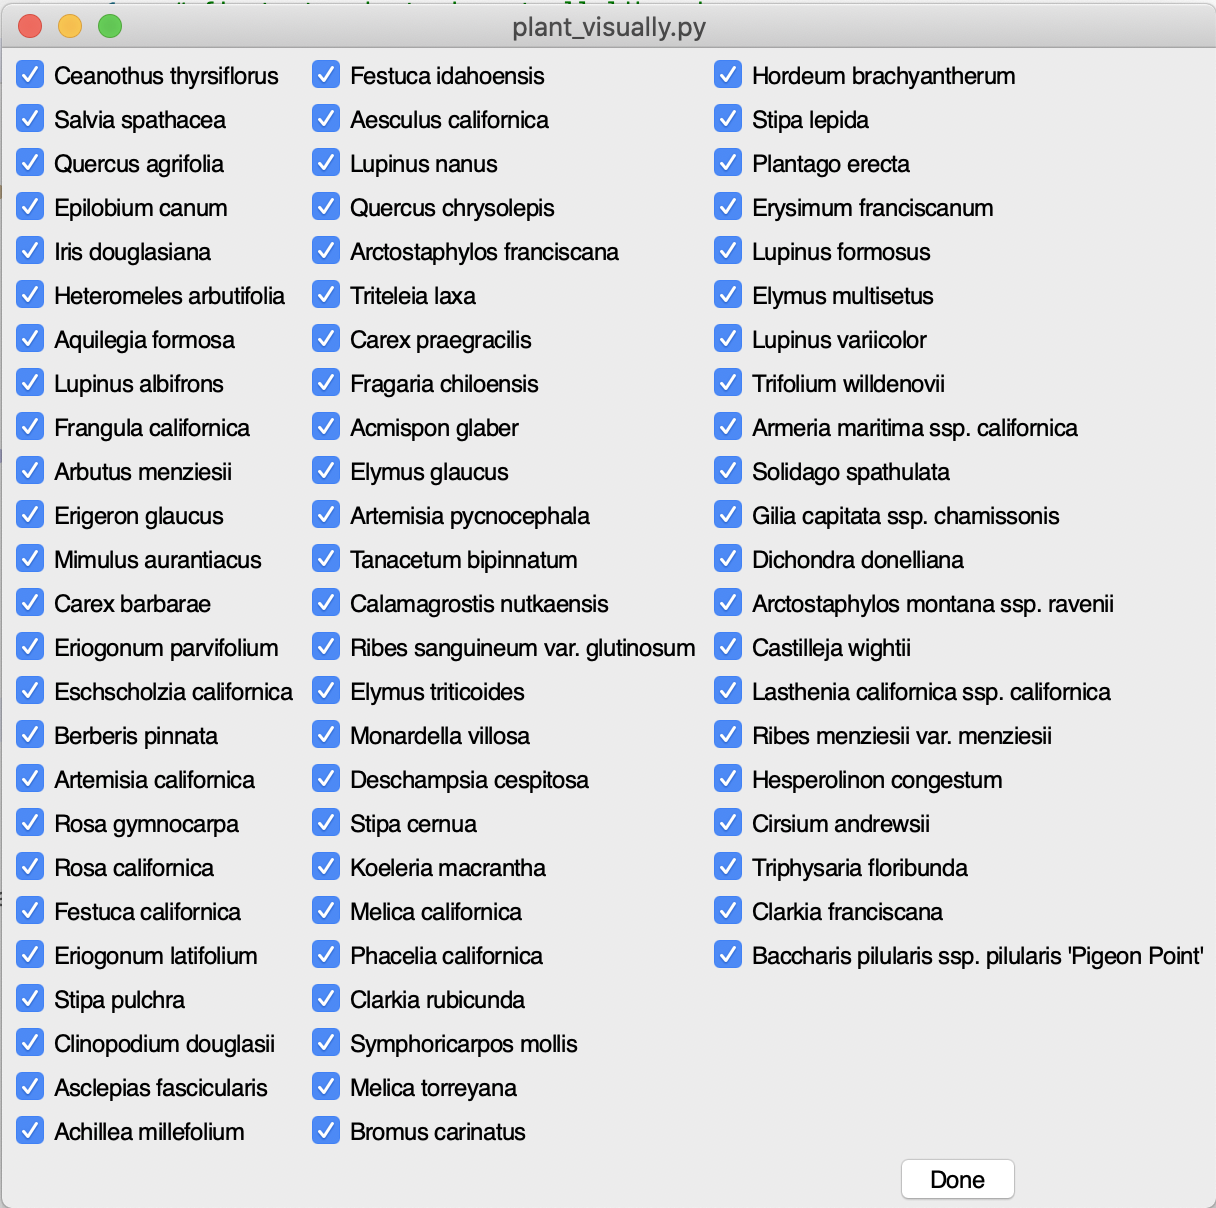 plant_visually.py
Ceanothus thyrsiflorus
Salvia spathacea
Quercus agrifolia
Epilobium canum
Iris douglasiana
Heteromeles arbutifolia
Aquilegia formosa
Lupinus albifrons
Frangula californica
Arbutus menziesii
Erigeron glaucus
Mimulus aurantiacus
Carex barbarae
Eriogonum parvifolium
Eschscholzia californica
Berberis pinnata
Artemisia californica
Rosa gymnocarpa
Rosa californica
Festuca californica
Eriogonum latifolium
Stipa pulchra
Clinopodium douglasii
Asclepias fascicularis
Achillea millefolium
Festuca idahoensis
Aesculus californica
Lupinus nanus
Quercus chrysolepis
Arctostaphylos franciscana
Triteleia laxa
Carex praegracilis
Fragaria chiloensis
Acmispon glaber
Elymus glaucus
Artemisia pycnocephala
Tanacetum bipinnatum
Calamagrostis nutkaensis
Ribes sanguineum var. glutinosum
Elymus triticoides
Monardella villosa
Deschampsia cespitosa
Stipa cernua
Koeleria macrantha
Melica californica
Phacelia californica
Clarkia rubicunda
Symphoricarpos mollis
Melica torreyana
Bromus carinatus
Hordeum brachyantherum
Stipa lepida
Plantago erecta
Erysimum franciscanum
Lupinus formosus
Elymus multisetus
Lupinus variicolor
Trifolium willdenovii
Armeria maritima ssp. californica
Solidago spathulata
Gilia capitata ssp. chamissonis
Dichondra donelliana
Arctostaphylos montana ssp. ravenii
Castilleja wightii
Lasthenia californica ssp. californica
Ribes menziesii var. menziesii
Hesperolinon congestum
Cirsium andrewsii
Triphysaria floribunda
Clarkia franciscana
Baccharis pilularis ssp. pilularis 'Pigeon Point'
Done